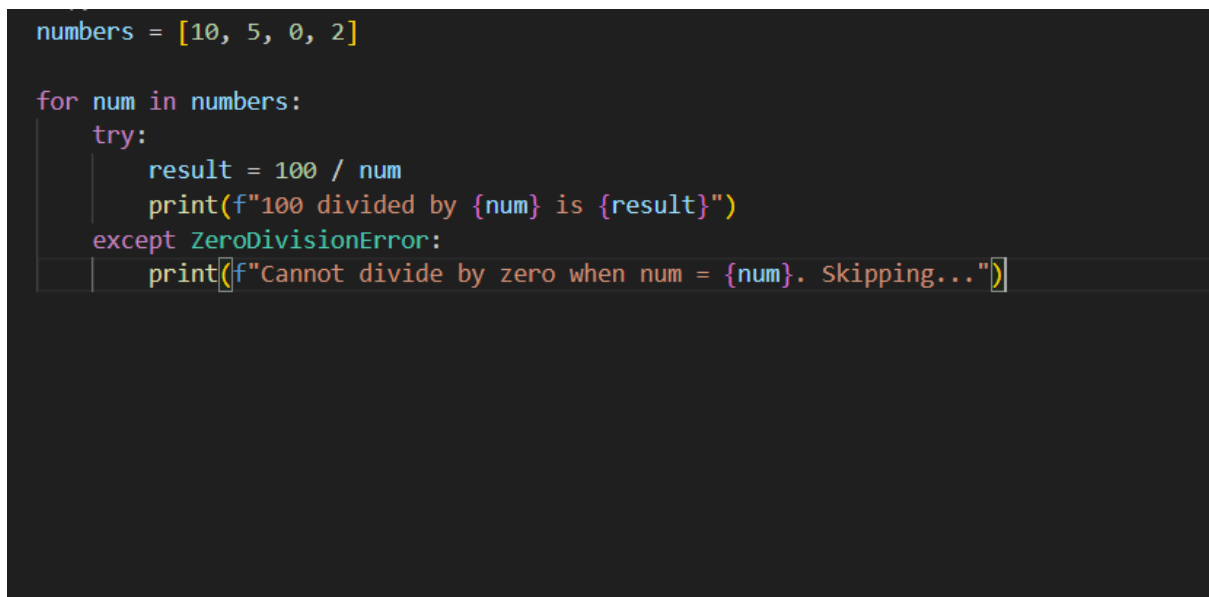 numbers = [10, 5, 0, 2]
for num in numbers:
    try:
        result = 100 / num
        print(f"100 divided by {num} is {result}")
    except ZeroDivisionError:
        print(f"Cannot divide by zero when num = {num}. Skipping...")